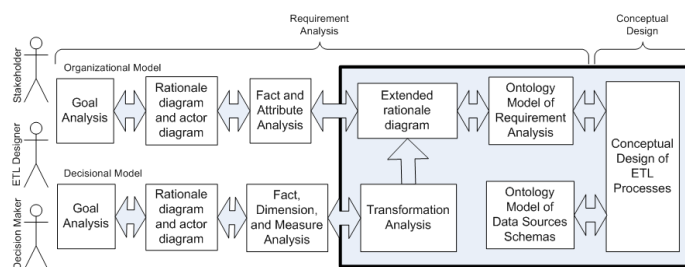 Requirement
Analysis
Conceptual
Design
Stakeholder
ETL Designer
Decision Maker
Organizational Model
Goal
Analysis
Rationale
diagram
and actor
diagram
Fact and
Attribute
Analysis
Extended
rationale
diagram
Ontology
Model of
Requirement
Analysis
Conceptual
Design of
ETL
Processes
Decisional Model
Goal
Analysis
Rationale
diagram
and actor
diagram
Fact,
Dimension,
and Measure
Analysis
Transformation
Analysis
Ontology
Model of
Data Sources
Schemas